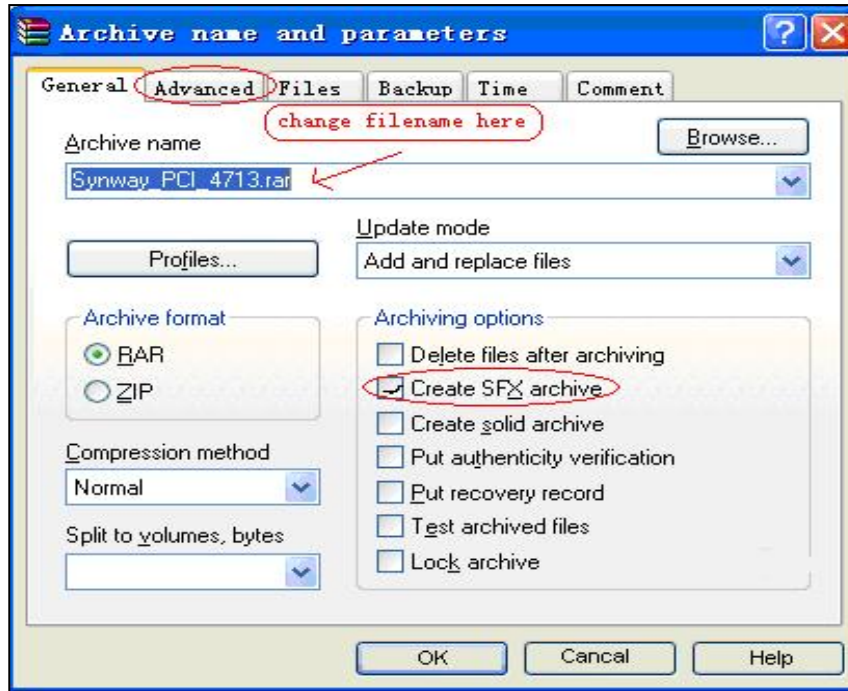 Archive name and parameters
General Advanced Files Backup Time Comment
change filename here
Archive name
Browse...
Synway_PCI_4713.rar
Update mode
Profiles...
Add and replace files
Archive format
Archiving options
RAR
Delete files after archiving
ZIP
Create SFX archive
Create solid archive
Compression method
Put authenticity verification
Normal
Put recovery record
Split to volumes, bytes
Test archived files
Lock archive
OK Cancal Help